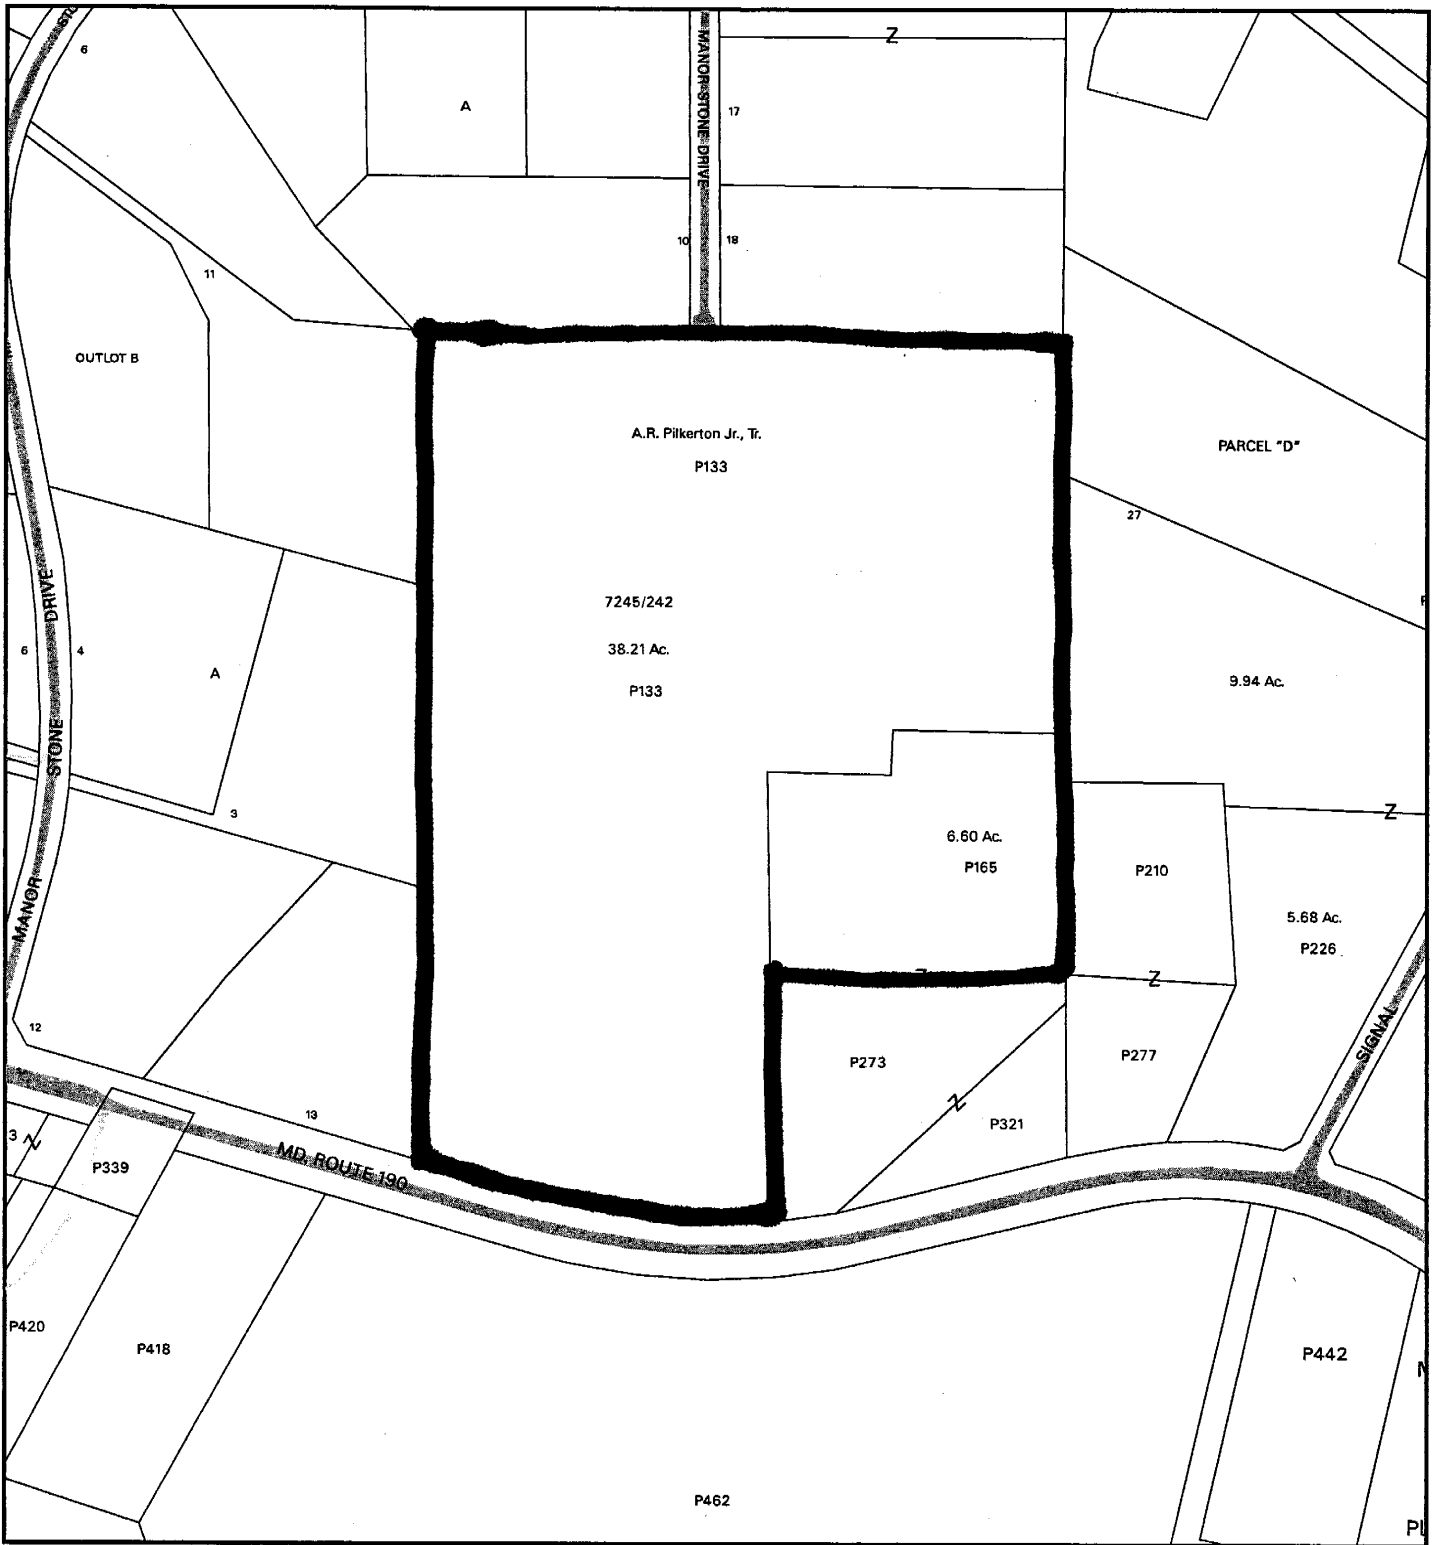 STO
6
A
MANOR STONE DRIVE
Z
17
10
18
11
OUTLOT B
A.R. Pilkerton Jr., Tr.
P133
PARCEL "D"
27
7245/242
38.21 Ac.
P133
9.94 Ac.
MANOR STONE DRIVE
6
4
A
3
Z
6.60 Ac.
P165
P210
5.68 Ac.
P226
Z
12
SIGNAL
P273
P277
Z
P321
13
MD. ROUTE 190
3
Z
P339
P420
P418
P442
P462